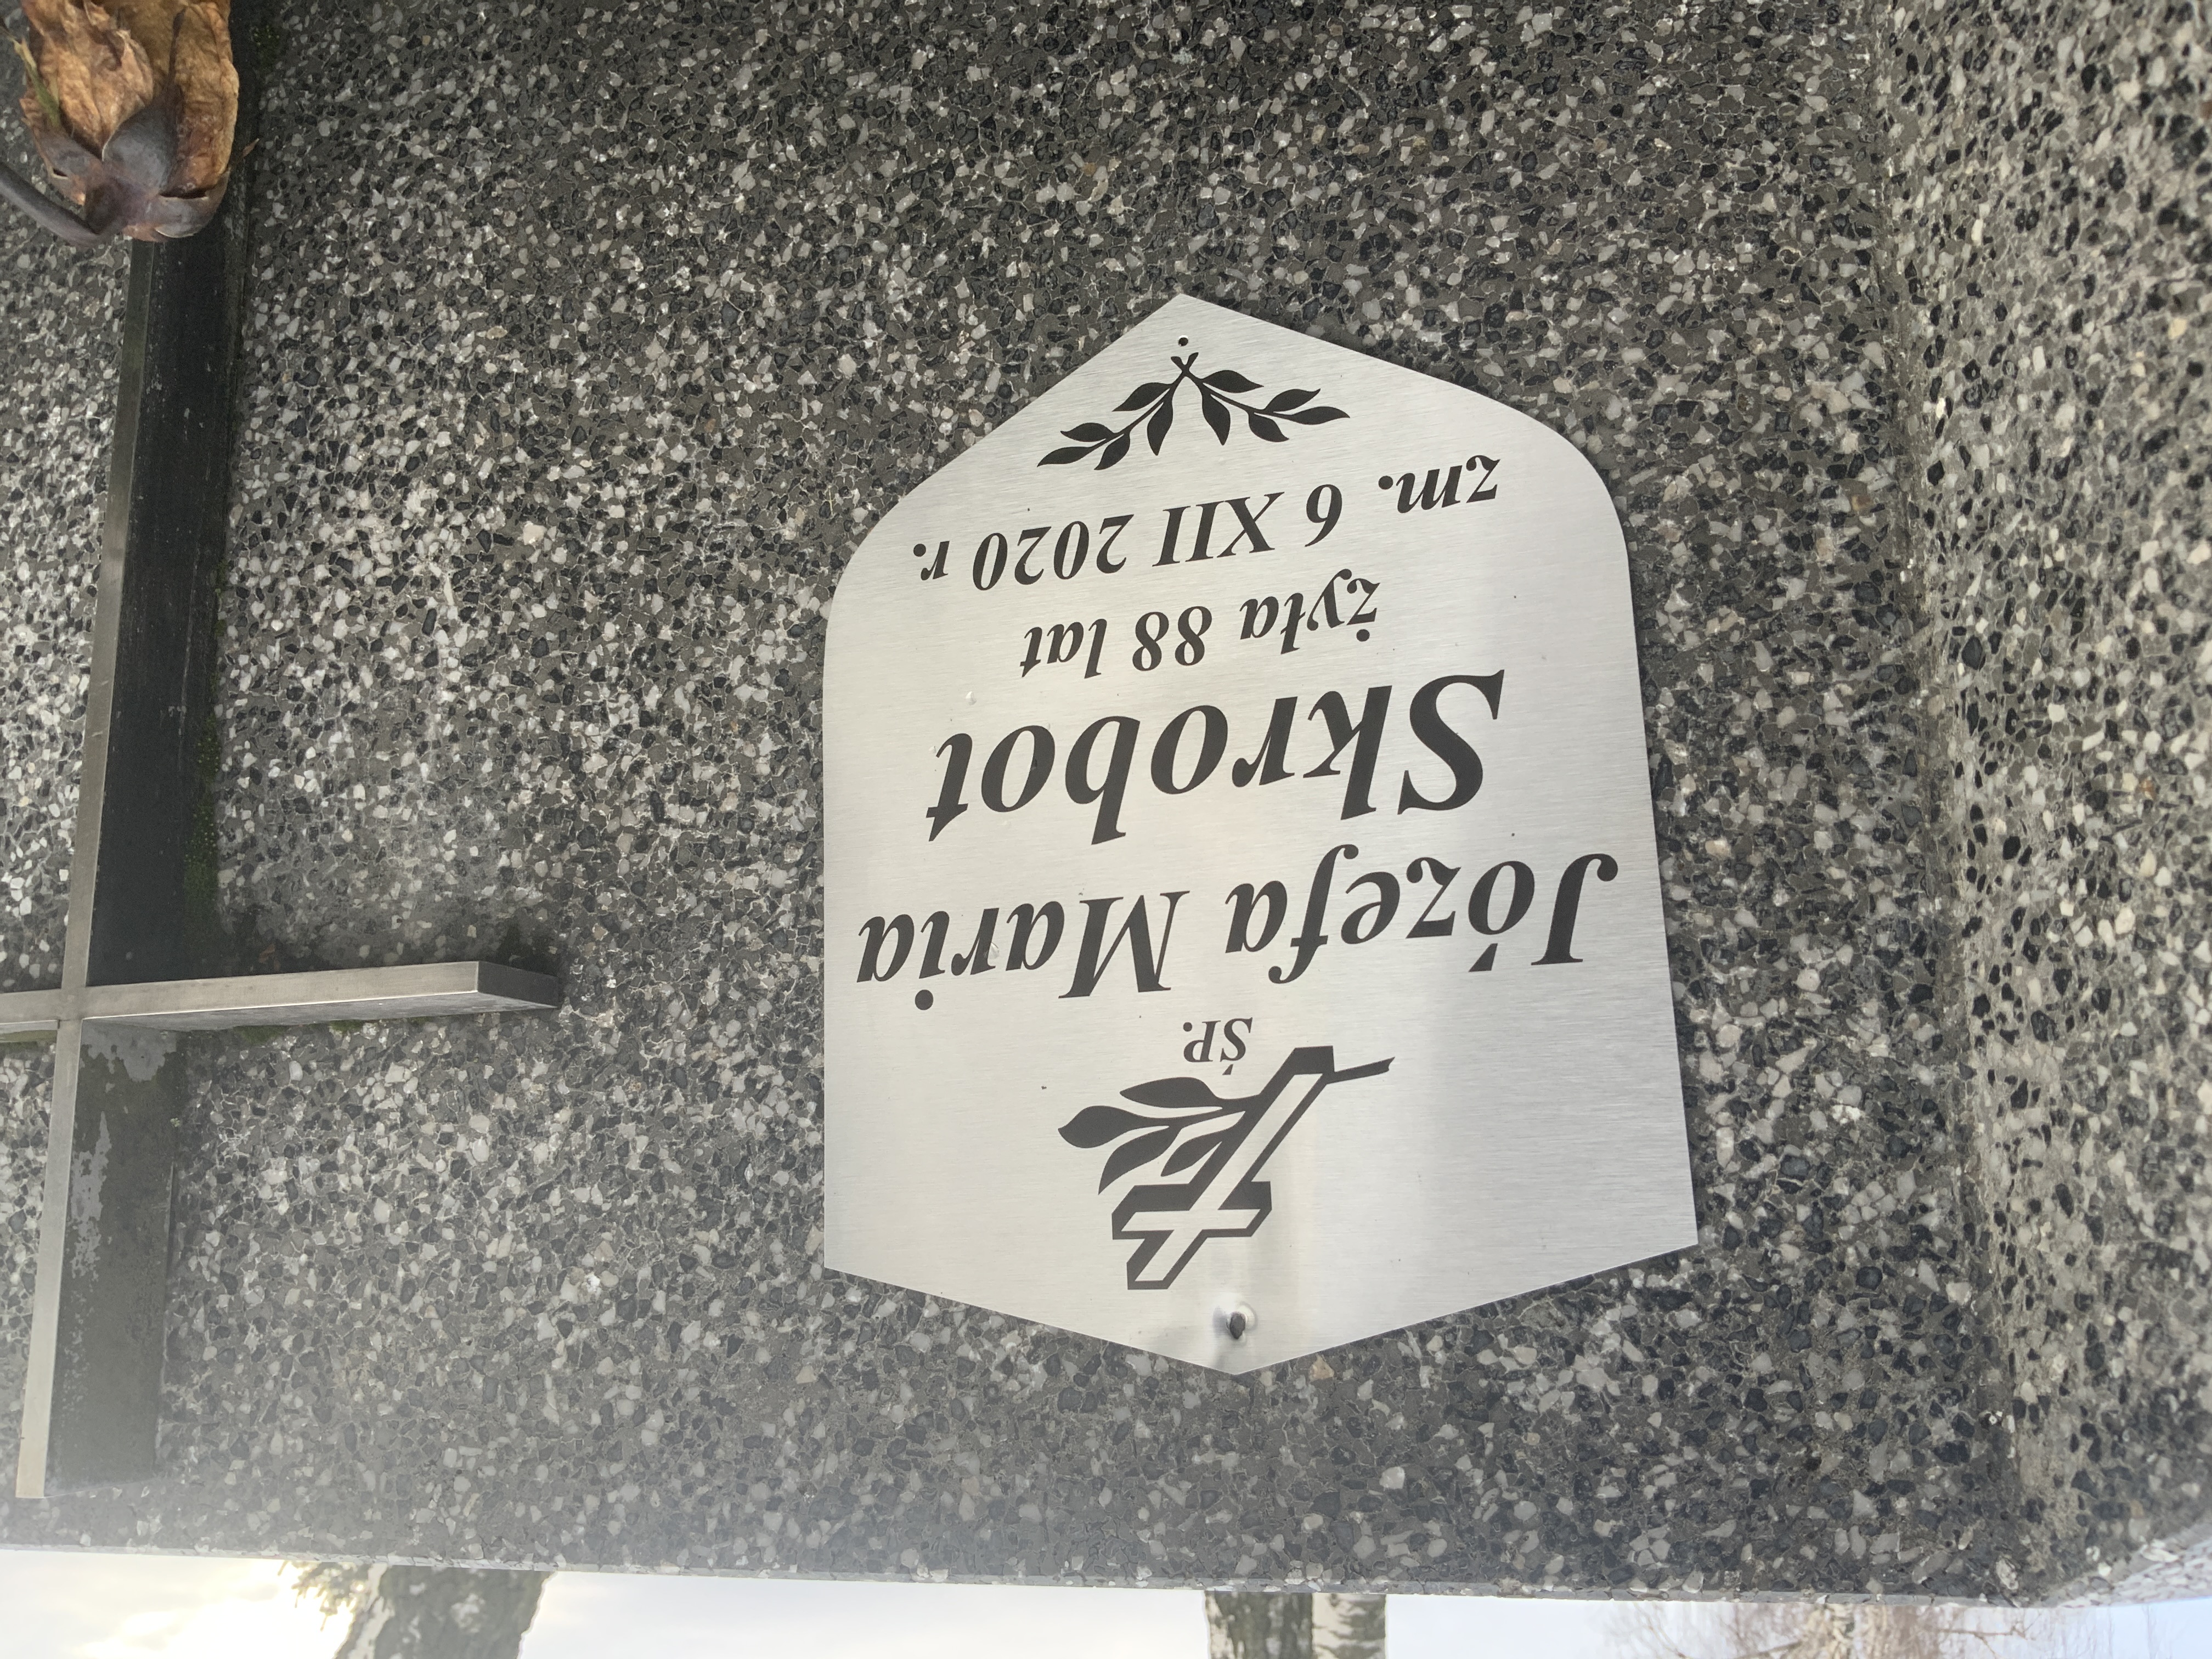 ŚP.
Józefa Maria
Skrobot
żyła 88 lat
zm. 6 XII 2020 r.